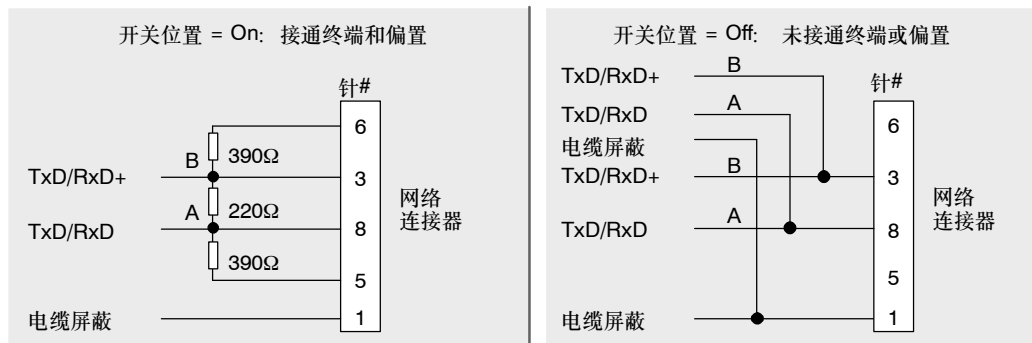 开关位置 = On: 接通终端和偏置
针#
6
390Ω
B
TxD/RxD+
3
220Ω
A
TxD/RxD
8
390Ω
5
电缆屏蔽
1
网络
连接器
开关位置 = Off: 未接通终端或偏置
TxD/RxD+
B
针#
TxD/RxD
A
6
电缆屏蔽
TxD/RxD+
B
3
TxD/RxD
A
8
5
电缆屏蔽
1
网络
连接器